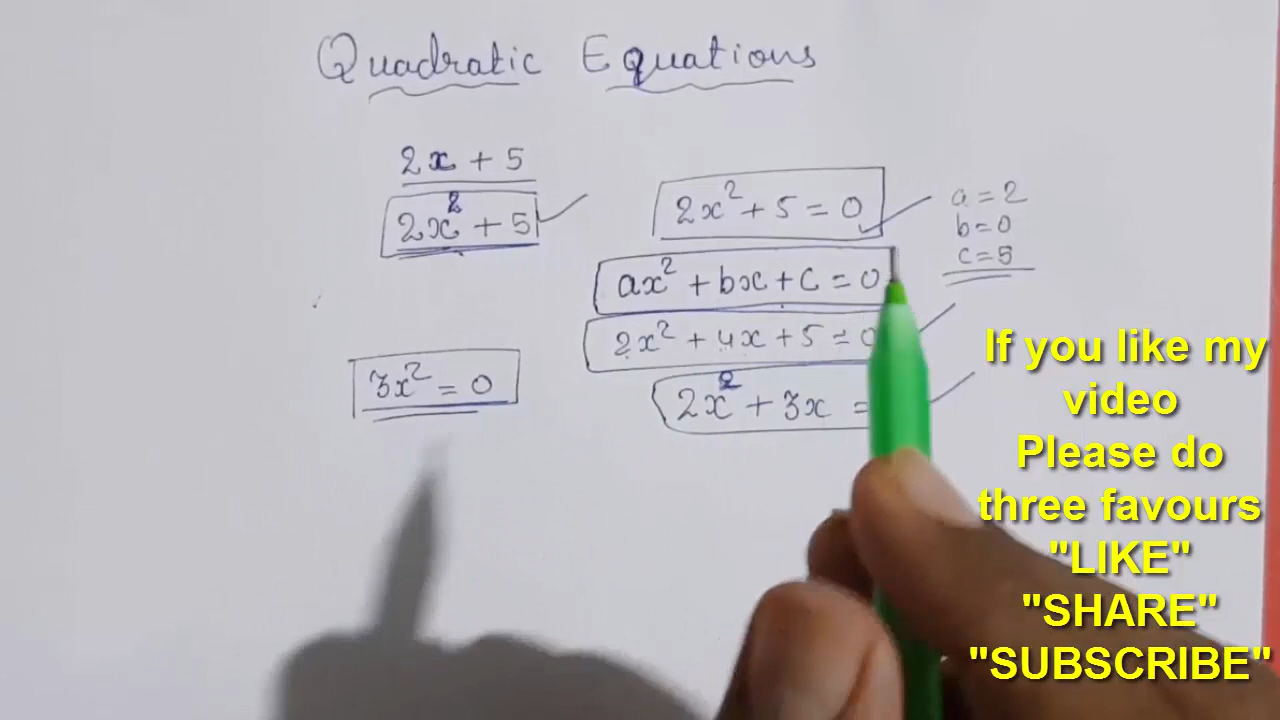 Quadratic Equations
2x + 5
2x² + 5
3x² = 0
2x² + 5 = 0
a = 2
b = 0
c = 5
ax² + bx + c = 0
2x² + 4x + 5 = 0
2x² + 3x =
If you like my
video
Please do
three favours
"LIKE"
"SHARE"
"SUBSCRIBE"